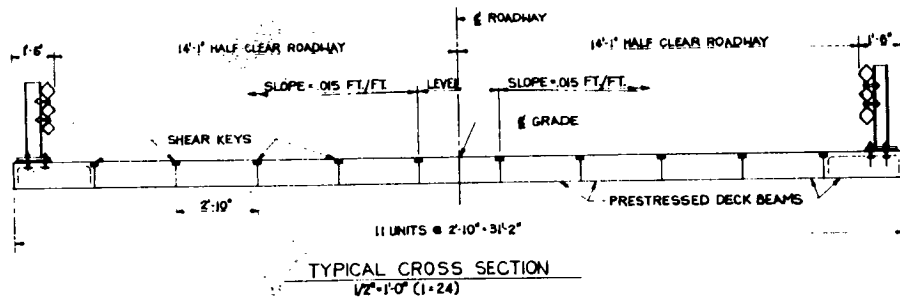 ℄ ROADWAY
1'-6"
14'-1" HALF CLEAR ROADWAY
14'-1" HALF CLEAR ROADWAY
1'-6"
SLOPE = .015 FT./FT.
LEVEL
SLOPE = .015 FT./FT.
℄ GRADE
SHEAR KEYS
2'-10"
PRESTRESSED DECK BEAMS
11 UNITS @ 2'-10" = 31'-2"
TYPICAL CROSS SECTION
1/2" = 1'-0" (1=24)